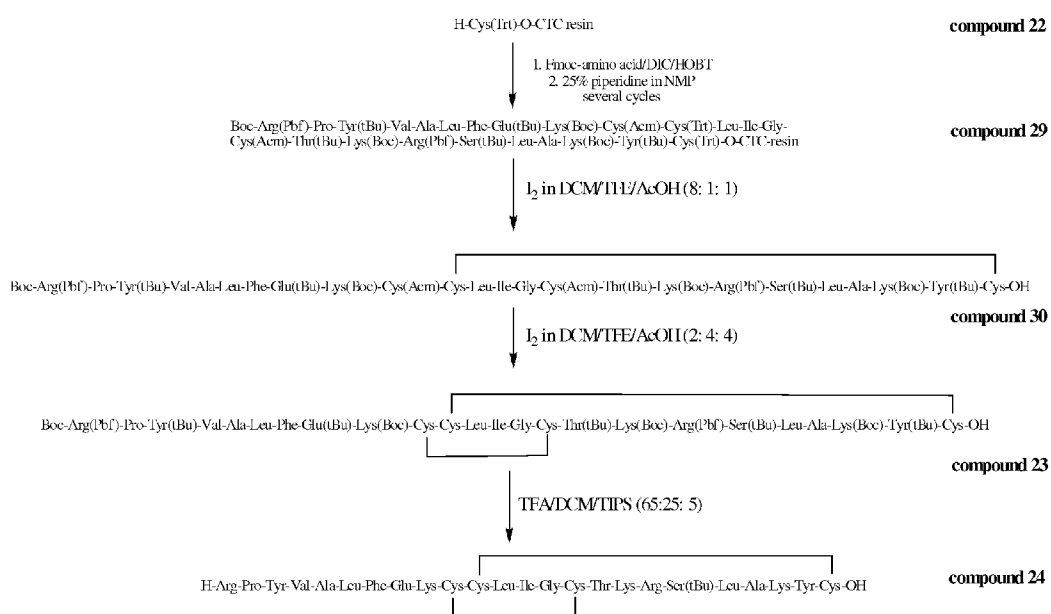 H-Cys(Trt)-O-CTC resin
compound 22
1. Fmoc-amino acid/DIC/HOBT
2. 25% piperidine in NMP
several cycles
Boc-Arg(Pbf)-Pro-Tyr(tBu)-Val-Ala-Leu-Phe-Glu(tBu)-Lys(Boc)-Cys(Acm)-Cys(Trt)-Leu-Ile-Gly-
Cys(Acm)-Thr(tBu)-Lys(Boc)-Arg(Pbf)-Ser(tBu)-Leu-Ala-Lys(Boc)-Tyr(tBu)-Cys(Trt)-O-CTC-resin
compound 29
I2 in DCM/TFE/AcOH (8: 1: 1)
Boc-Arg(Pbf)-Pro-Tyr(tBu)-Val-Ala-Leu-Phe-Glu(tBu)-Lys(Boc)-Cys(Acm)-Cys-Leu-Ile-Gly-Cys(Acm)-Thr(tBu)-Lys(Boc)-Arg(Pbf)-Ser(tBu)-Leu-Ala-Lys(Boc)-Tyr(tBu)-Cys-OH
compound 30
I2 in DCM/TFE/AcOH (2: 4: 4)
Boc-Arg(Pbf)-Pro-Tyr(tBu)-Val-Ala-Leu-Phe-Glu(tBu)-Lys(Boc)-Cys-Cys-Leu-Ile-Gly-Cys-Thr(tBu)-Lys(Boc)-Arg(Pbf)-Ser(tBu)-Leu-Ala-Lys(Boc)-Tyr(tBu)-Cys-OH
compound 23
TFA/DCM/TIPS (65:25: 5)
H-Arg-Pro-Tyr-Val-Ala-Leu-Phe-Glu-Lys-Cys-Cys-Leu-Ile-Gly-Cys-Thr-Lys-Arg-Ser(tBu)-Leu-Ala-Lys-Tyr-Cys-OH
compound 24